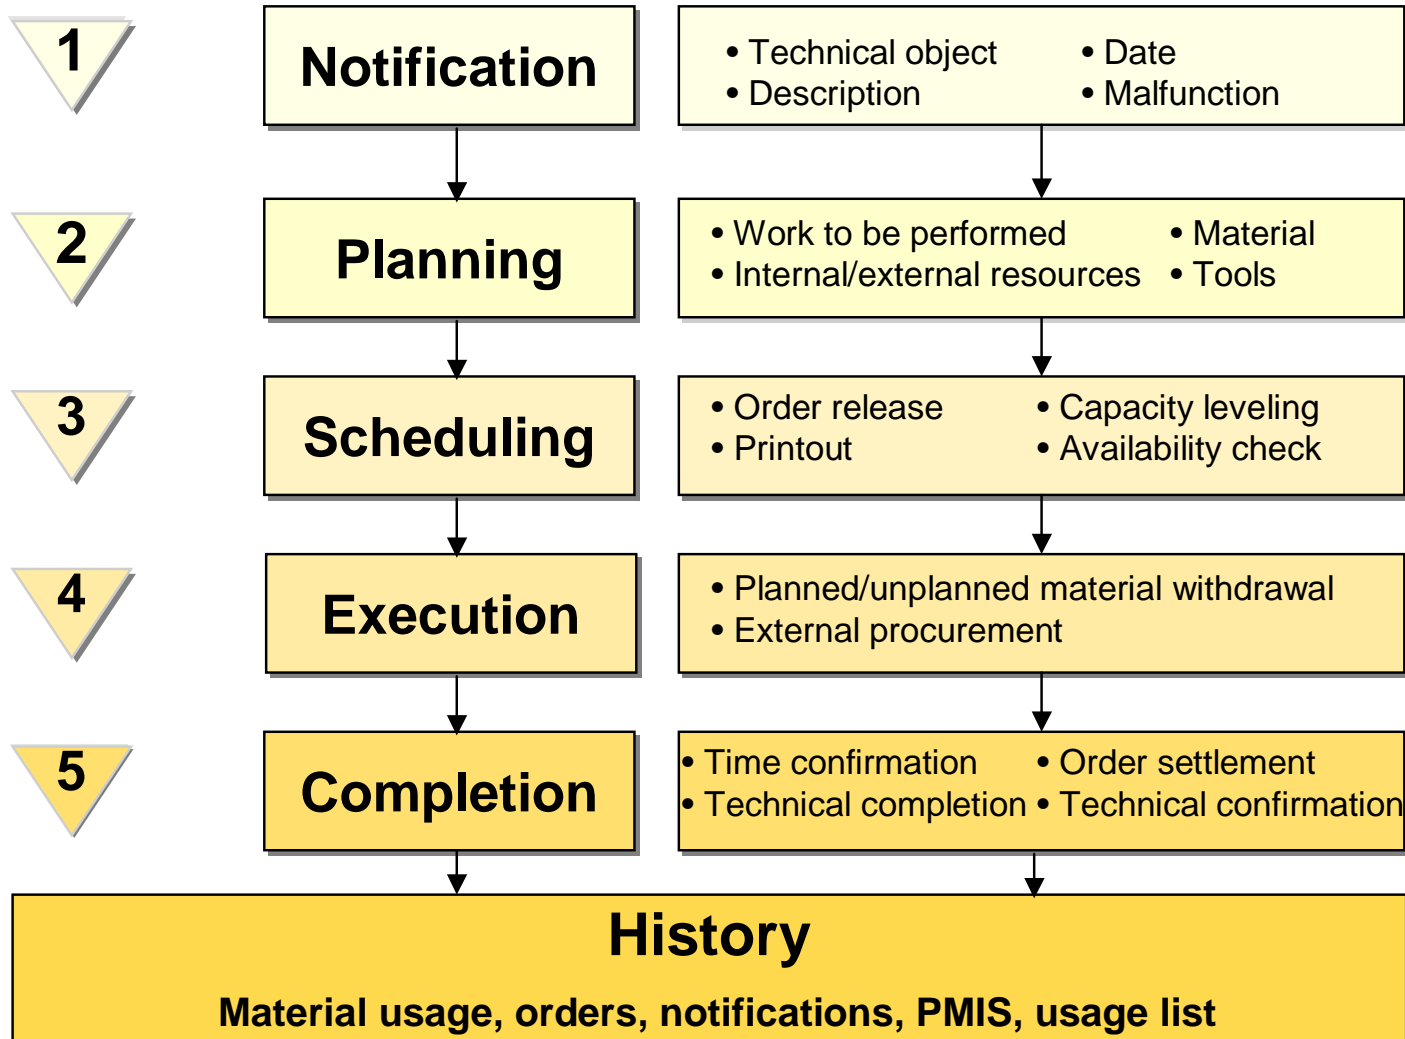 1
Notification
• Technical object • Date
• Description • Malfunction
2
Planning
• Work to be performed • Material
• Internal/external resources • Tools
3
Scheduling
• Order release • Capacity leveling
• Printout • Availability check
4
Execution
• Planned/unplanned material withdrawal
• External procurement
5
Completion
• Time confirmation • Order settlement
• Technical completion • Technical confirmation
History
Material usage, orders, notifications, PMIS, usage list